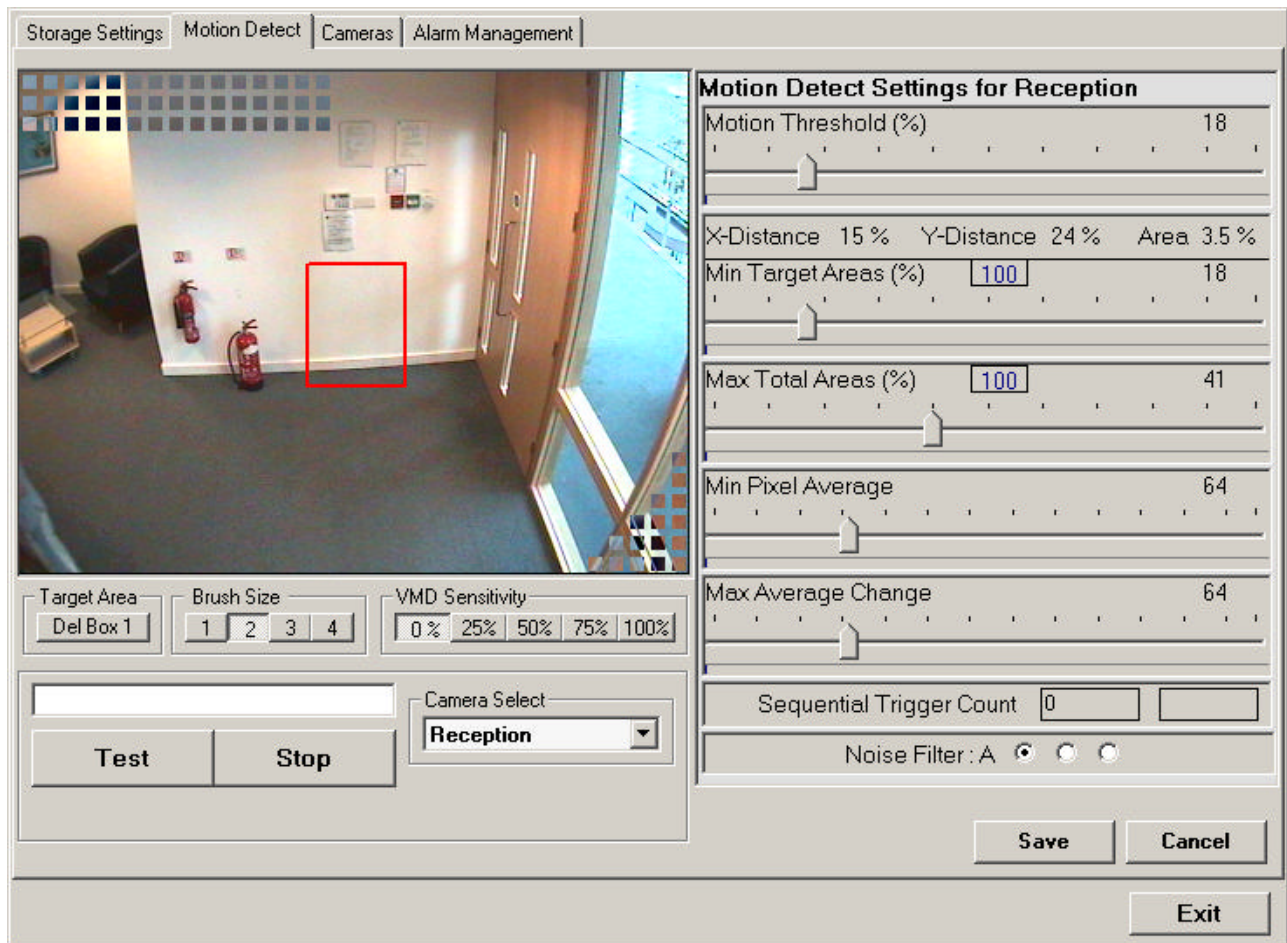 Storage Settings Motion Detect Cameras Alarm Management
Motion Detect Settings for Reception
Motion Threshold (%) 18
X-Distance 15 % Y-Distance 24 % Area 3.5 %
Min Target Areas (%) 100 18
Max Total Areas (%) 100 41
Min Pixel Average 64
Max Average Change 64
Sequential Trigger Count 0
Noise Filter : A
Target Area
Del Box 1
Brush Size
1 2 3 4
VMD Sensitivity
0 % 25% 50% 75% 100%
Test Stop
Camera Select
Reception
Save Cancel
Exit